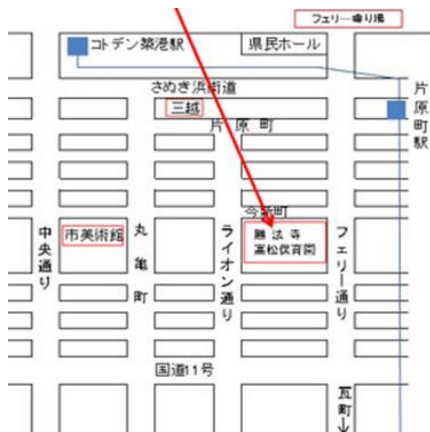 フェリー乗り場
コトデン築港駅
県民ホール
さぬき浜街道
片原町駅
三越
片原町
今新町
中央通り
市美術館
丸亀町
ライオン通り
勝法寺
高松保育園
フェリー通り
国道11号
瓦町